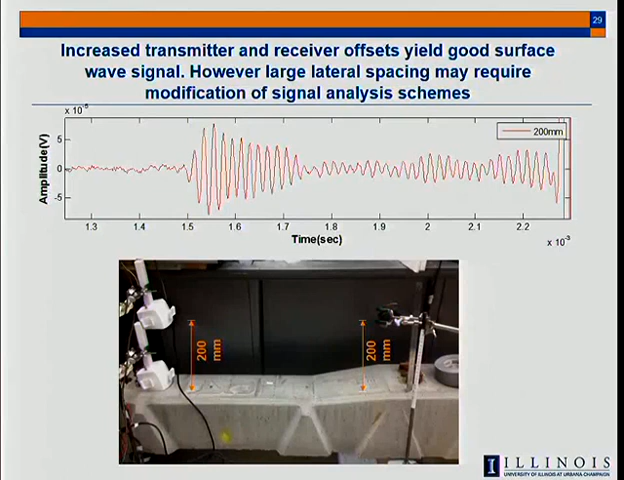 29
Increased transmitter and receiver offsets yield good surface
wave signal. However large lateral spacing may require
modification of signal analysis schemes
x 10⁻⁵
200mm
5
0
-5
Amplitude(V)
1.3 1.4 1.5 1.6 1.7 1.8 1.9 2 2.1 2.2
Time(sec)
x 10⁻³
200
mm
200
mm
I ILLINOIS
UNIVERSITY OF ILLINOIS AT URBANA-CHAMPAIGN